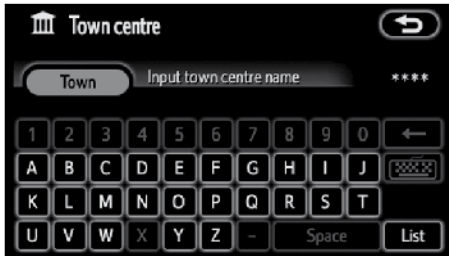 Town centre
Town Input town centre name ****
1 2 3 4 5 6 7 8 9 0 ←
A B C D E F G H I J
K L M N O P Q R S T
U V W X Y Z - Space List